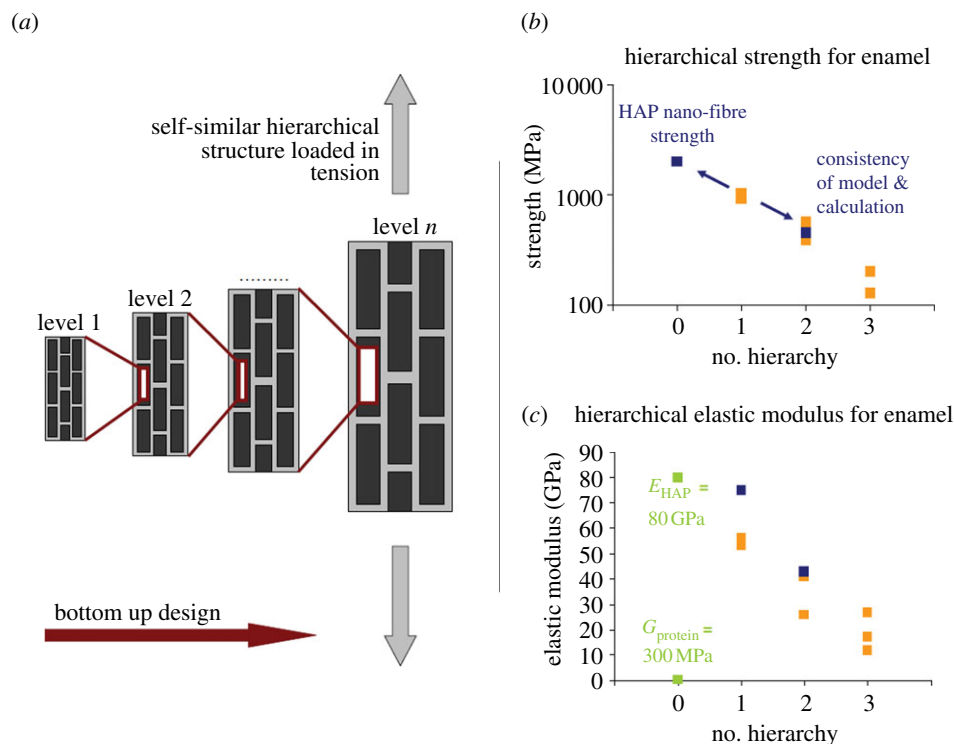 (a)
self-similar hierarchical
structure loaded in
tension
level n
.........
level 2
level 1
bottom up design
(b)
hierarchical strength for enamel
10 000
1000
100
strength (MPa)
HAP nano-fibre
strength
consistency
of model &
calculation
0 1 2 3
no. hierarchy
(c) hierarchical elastic modulus for enamel
90
80
70
60
50
40
30
20
10
0
elastic modulus (GPa)
E_HAP =
80 GPa
G_protein =
300 MPa
0 1 2 3
no. hierarchy